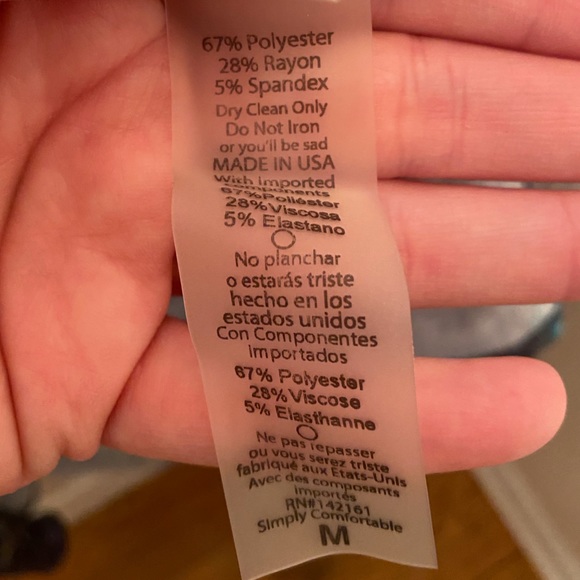 67% Polyester
28% Rayon
5% Spandex
Dry Clean Only
Do Not Iron
or you'll be sad
MADE IN USA
With Imported
components
67%Poliéster
28%Viscosa
5% Elastano
No planchar
o estarás triste
hecho en los
estados unidos
Con Componentes
Importados
67% Polyester
28%Viscose
5% Elasthanne
Ne pas repasser
ou vous serez triste
fabriqué aux États-Unis
Avec des composants
importés
RN#142161
Simply Comfortable
M